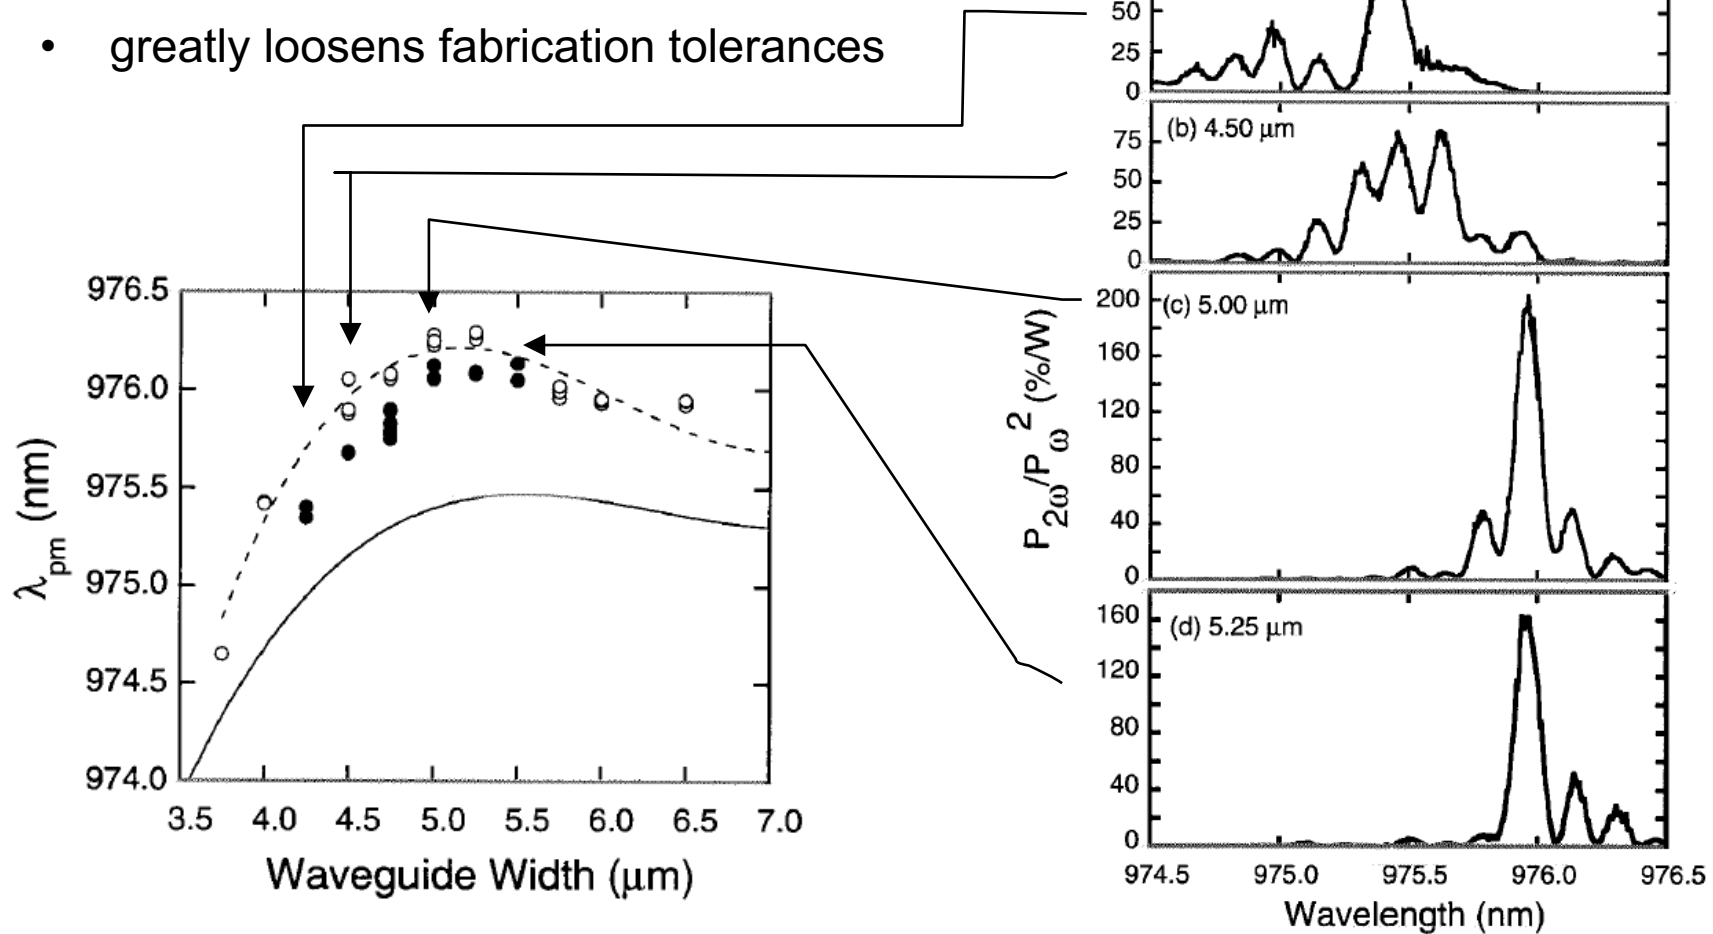 • greatly loosens fabrication tolerances
50
25
0
(b) 4.50 μm
75
50
25
0
(c) 5.00 μm
200
160
120
80
40
0
P2ω/Pω2 (%/W)
(d) 5.25 μm
160
120
80
40
0
974.5 975.0 975.5 976.0 976.5
Wavelength (nm)
976.5
976.0
975.5
975.0
974.5
974.0
λpm (nm)
3.5 4.0 4.5 5.0 5.5 6.0 6.5 7.0
Waveguide Width (μm)